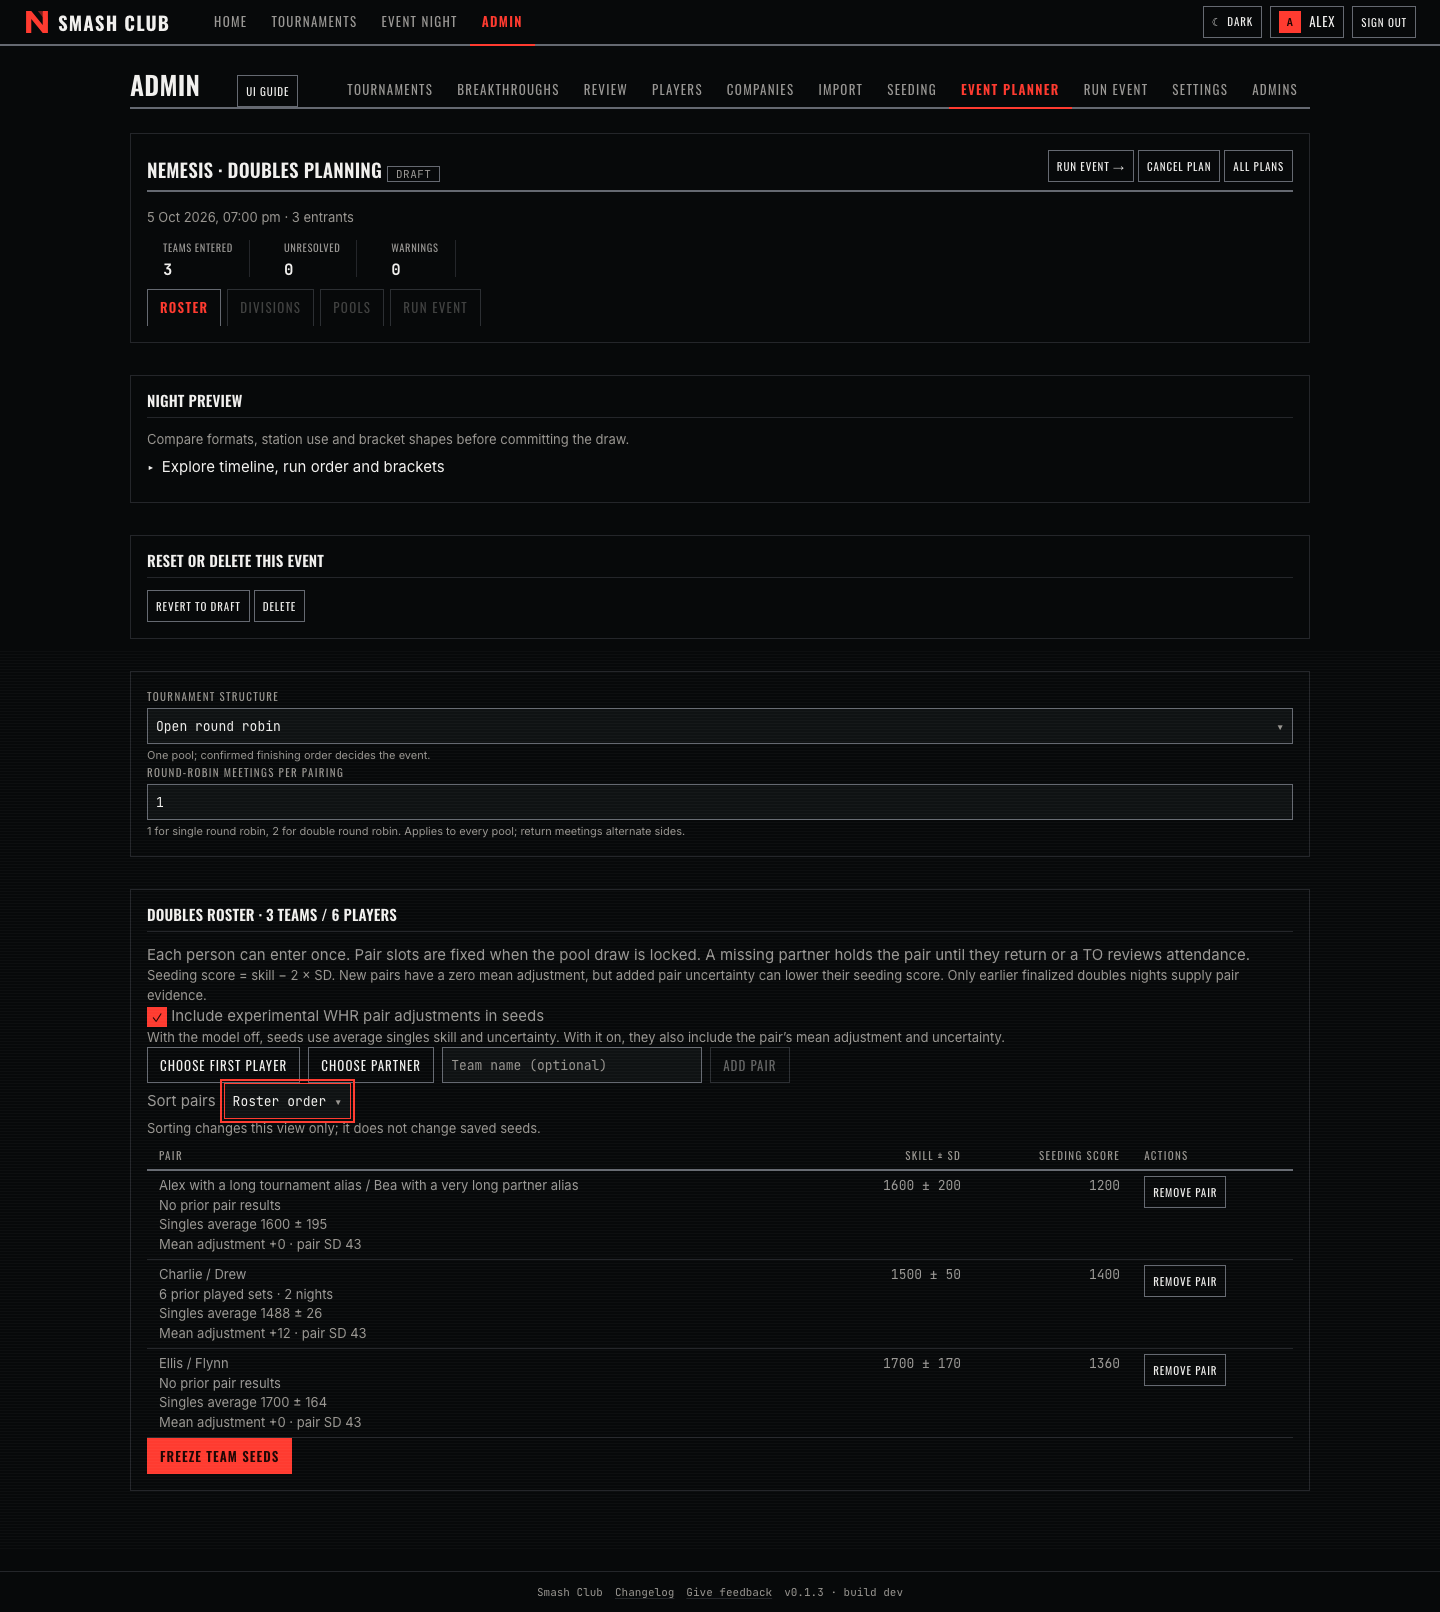 SMASH CLUB HOME TOURNAMENTS EVENT NIGHT ADMIN ☾ DARK A ALEX SIGN OUT
ADMIN UI GUIDE TOURNAMENTS BREAKTHROUGHS REVIEW PLAYERS COMPANIES IMPORT SEEDING EVENT PLANNER RUN EVENT SETTINGS ADMINS
NEMESIS · DOUBLES PLANNING DRAFT RUN EVENT → CANCEL PLAN ALL PLANS
5 Oct 2026, 07:00 pm · 3 entrants
TEAMS ENTERED UNRESOLVED WARNINGS
3 0 0
ROSTER DIVISIONS POOLS RUN EVENT
NIGHT PREVIEW
Compare formats, station use and bracket shapes before committing the draw.
▸ Explore timeline, run order and brackets
RESET OR DELETE THIS EVENT
REVERT TO DRAFT DELETE
TOURNAMENT STRUCTURE
Open round robin ▾
One pool; confirmed finishing order decides the event.
ROUND-ROBIN MEETINGS PER PAIRING
1
1 for single round robin, 2 for double round robin. Applies to every pool; return meetings alternate sides.
DOUBLES ROSTER · 3 TEAMS / 6 PLAYERS
Each person can enter once. Pair slots are fixed when the pool draw is locked. A missing partner holds the pair until they return or a TO reviews attendance.
Seeding score = skill − 2 × SD. New pairs have a zero mean adjustment, but added pair uncertainty can lower their seeding score. Only earlier finalized doubles nights supply pair
evidence.
✓ Include experimental WHR pair adjustments in seeds
With the model off, seeds use average singles skill and uncertainty. With it on, they also include the pair's mean adjustment and uncertainty.
CHOOSE FIRST PLAYER CHOOSE PARTNER Team name (optional) ADD PAIR
Sort pairs Roster order ▾
Sorting changes this view only; it does not change saved seeds.
PAIR SKILL ± SD SEEDING SCORE ACTIONS
Alex with a long tournament alias / Bea with a very long partner alias 1600 ± 200 1200 REMOVE PAIR
No prior pair results
Singles average 1600 ± 195
Mean adjustment +0 · pair SD 43
Charlie / Drew 1500 ± 50 1400 REMOVE PAIR
6 prior played sets · 2 nights
Singles average 1488 ± 26
Mean adjustment +12 · pair SD 43
Ellis / Flynn 1700 ± 170 1360 REMOVE PAIR
No prior pair results
Singles average 1700 ± 164
Mean adjustment +0 · pair SD 43
FREEZE TEAM SEEDS
Smash Club Changelog Give feedback v0.1.3 · build dev